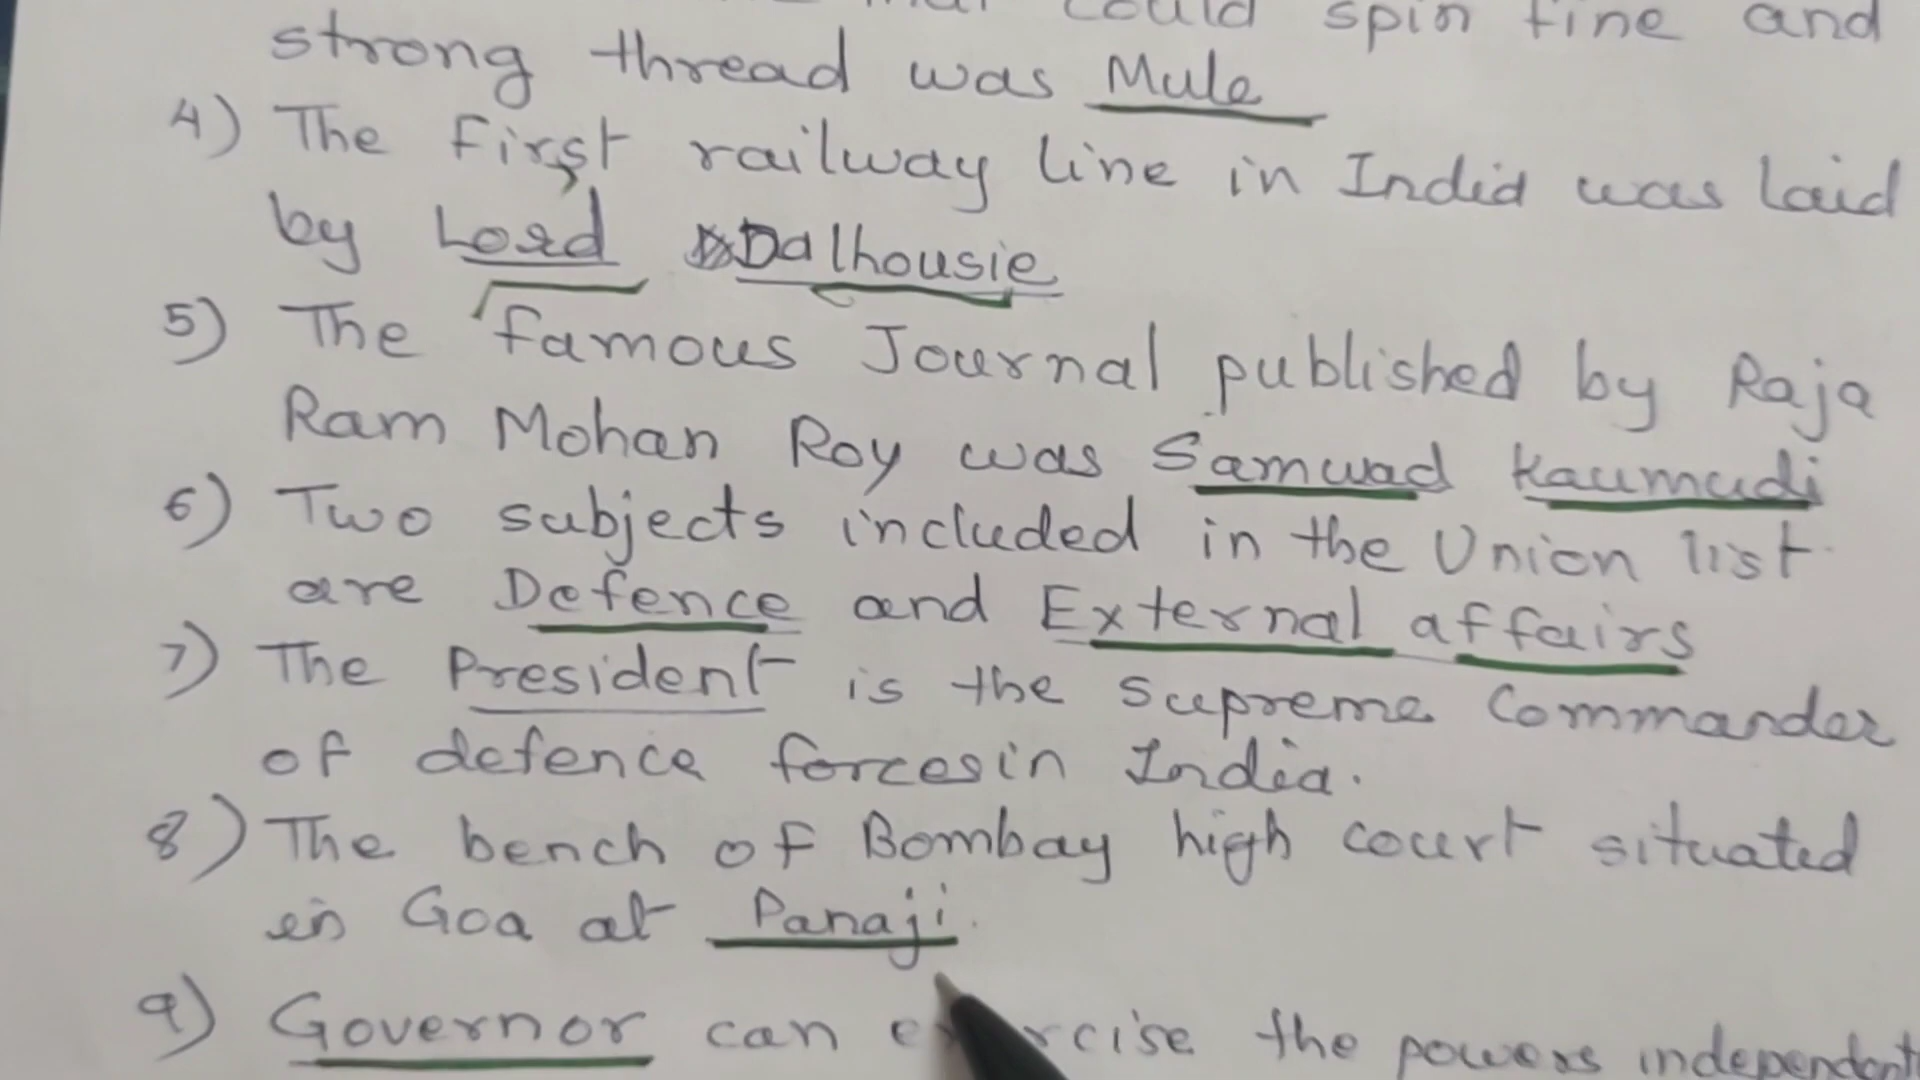 could spin fine and
strong thread was Mule
4) The first railway line in India was laid
by Lord Dalhousie
5) The famous Journal published by Raja
Ram Mohan Roy was Samwad Kaumudi
6) Two subjects included in the Union list
are Defence and External affairs
7) The President is the supreme Commander
of defence forces in India.
8) The bench of Bombay high court situated
in Goa at Panaji.
9) Governor can the powers